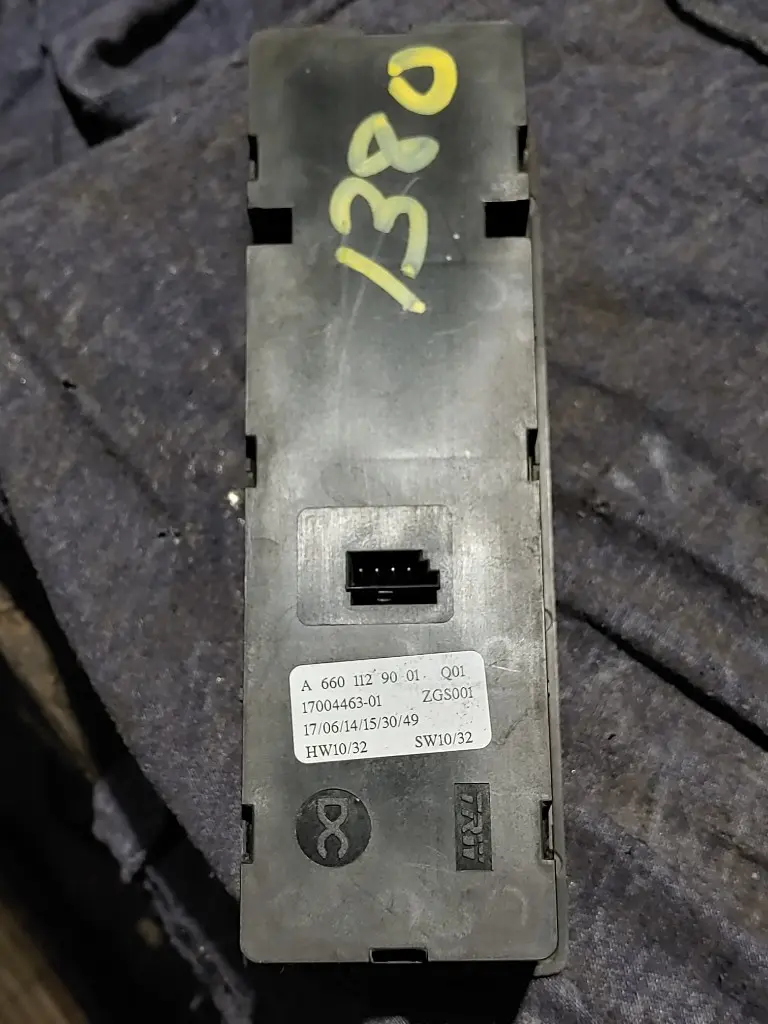 1380
A 660 112 90 01 Q01
17004463-01 ZGS001
17/06/14/15/30/49
HW10/32 SW10/32
DC
TRW